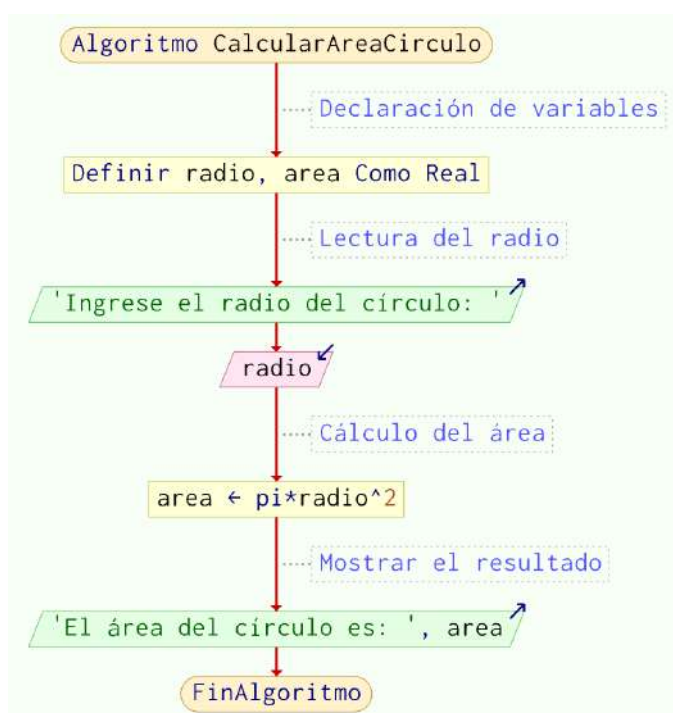 Algoritmo CalcularAreaCirculo
Declaración de variables
Definir radio, area Como Real
Lectura del radio
'Ingrese el radio del círculo: '
radio
Cálculo del área
area ← pi*radio^2
Mostrar el resultado
'El área del círculo es: ', area
FinAlgoritmo